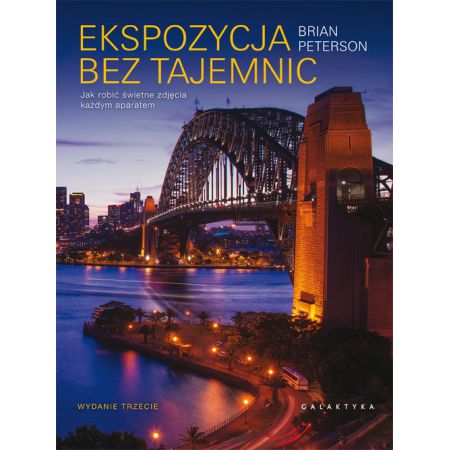 EKSPOZYCJA
BEZ TAJEMNIC
BRIAN
PETERSON
Jak robić świetne zdjęcia
każdym aparatem
WYDANIE TRZECIE
GALAKTYKA